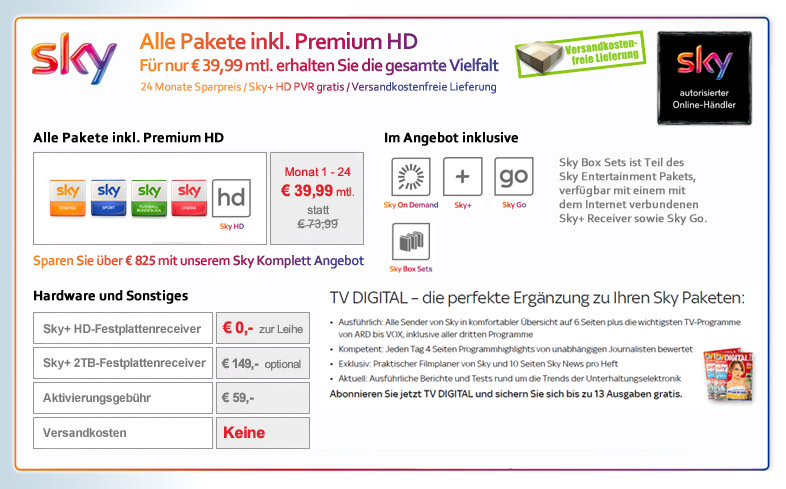 sky
Alle Pakete inkl. Premium HD
Für nur € 39,99 mtl. erhalten Sie die gesamte Vielfalt
24 Monate Sparpreis / Sky+ HD PVR gratis / Versandkostenfreie Lieferung
Versandkosten-
freie Lieferung
sky
autorisierter
Online-Händler
Alle Pakete inkl. Premium HD
sky
sky
sky
sky
hd
STARTER
SPORT
FUSSBALL
BUNDESLIGA
CINEMA
Sky HD
Monat 1 - 24
€ 39,99 mtl.
statt
€ 73,99
Sparen Sie über € 825 mit unserem Sky Komplett Angebot
Im Angebot inklusive
+
go
Sky On Demand
Sky+
Sky Go
Sky Box Sets
Sky Box Sets ist Teil des
Sky Entertainment Pakets,
verfügbar mit einem mit
dem Internet verbundenen
Sky+ Receiver sowie Sky Go.
Hardware und Sonstiges
Sky+ HD-Festplattenreceiver
€ 0,- zur Leihe
Sky+ 2TB-Festplattenreceiver
€ 149,- optional
Aktivierungsgebühr
€ 59,-
Versandkosten
Keine
TV DIGITAL – die perfekte Ergänzung zu Ihren Sky Paketen:
• Ausführlich: Alle Sender von Sky in komfortabler Übersicht auf 6 Seiten plus die wichtigsten TV-Programme
von ARD bis VOX, inklusive aller dritten Programme
• Kompetent: Jeden Tag 4 Seiten Programmhighlights von unabhängigen Journalisten bewertet
• Exklusiv: Praktischer Filmplaner von Sky und 10 Seiten Sky News pro Heft
• Aktuell: Ausführliche Berichte und Tests rund um die Trends der Unterhaltungselektronik
Abonnieren Sie jetzt TV DIGITAL und sichern Sie sich bis zu 13 Ausgaben gratis.
DIGITAL